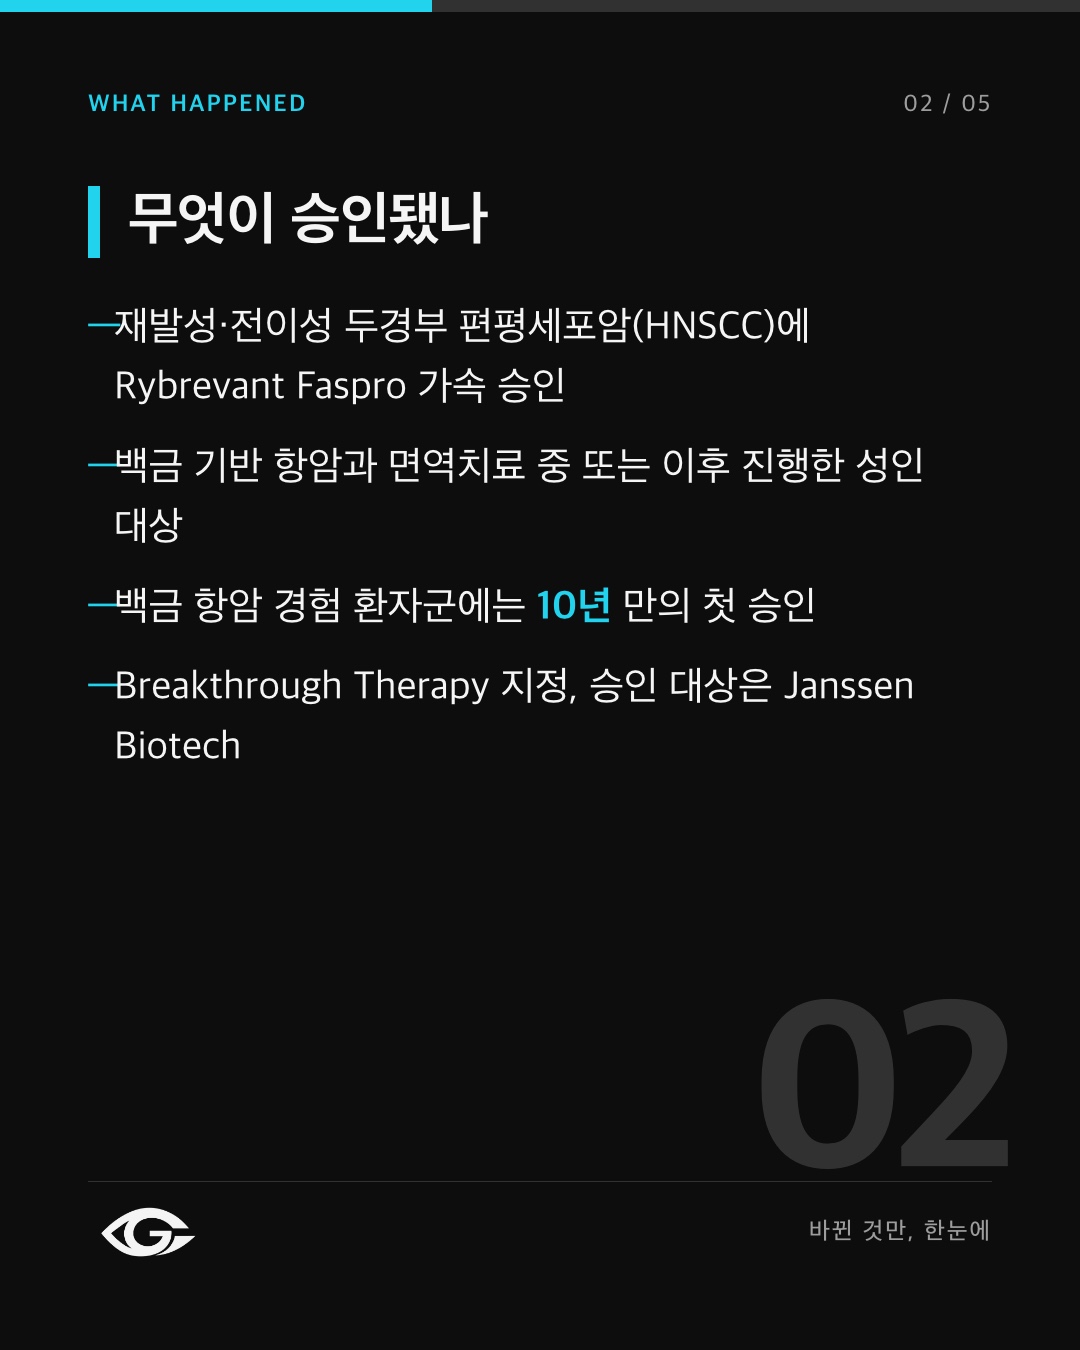 WHAT HAPPENED
02 / 05
무엇이 승인됐나
—재발성·전이성 두경부 편평세포암(HNSCC)에
Rybrevant Faspro 가속 승인
—백금 기반 항암과 면역치료 중 또는 이후 진행한 성인
대상
—백금 항암 경험 환자군에는 10년 만의 첫 승인
—Breakthrough Therapy 지정, 승인 대상은 Janssen
Biotech
02
G
바뀐 것만, 한눈에